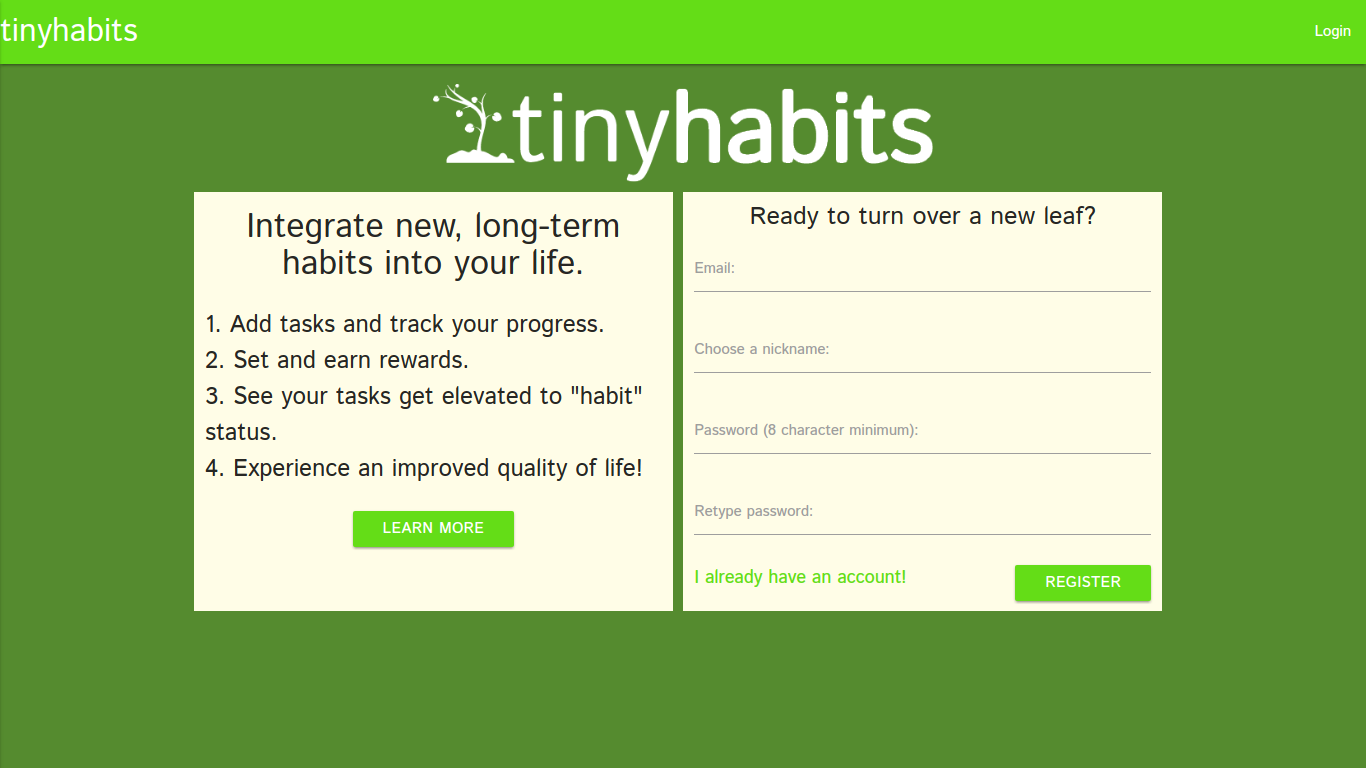 tinyhabits
Login
tinyhabits
Integrate new, long-term
habits into your life.
1. Add tasks and track your progress.
2. Set and earn rewards.
3. See your tasks get elevated to "habit"
status.
4. Experience an improved quality of life!
LEARN MORE
Ready to turn over a new leaf?
Email:
Choose a nickname:
Password (8 character minimum):
Retype password:
I already have an account!
REGISTER